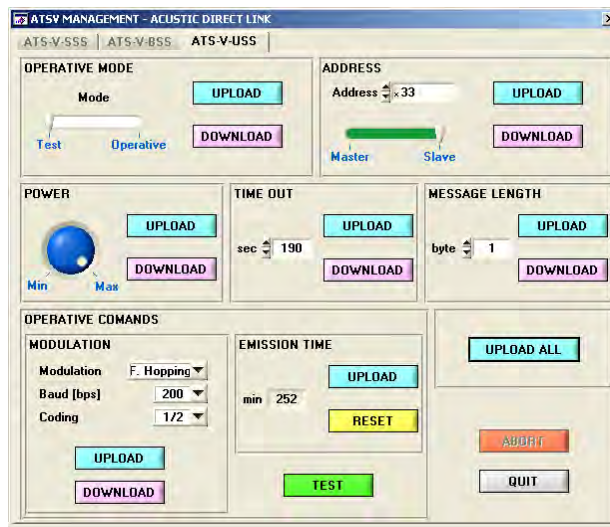 ATSV MANAGEMENT - ACUSTIC DIRECT LINK
ATS-V-SSS ATS-V-BSS ATS-V-USS
OPERATIVE MODE
Mode
UPLOAD
Test Operative
DOWNLOAD
ADDRESS
Address x33
UPLOAD
DOWNLOAD
Master Slave
POWER
UPLOAD
DOWNLOAD
Min Max
TIME OUT
UPLOAD
sec 190
DOWNLOAD
MESSAGE LENGTH
UPLOAD
byte 1
DOWNLOAD
OPERATIVE COMANDS
MODULATION
Modulation F. Hopping
Baud [bps] 200
Coding 1/2
UPLOAD
DOWNLOAD
EMISSION TIME
UPLOAD
min 252
RESET
TEST
UPLOAD ALL
ABORT
QUIT